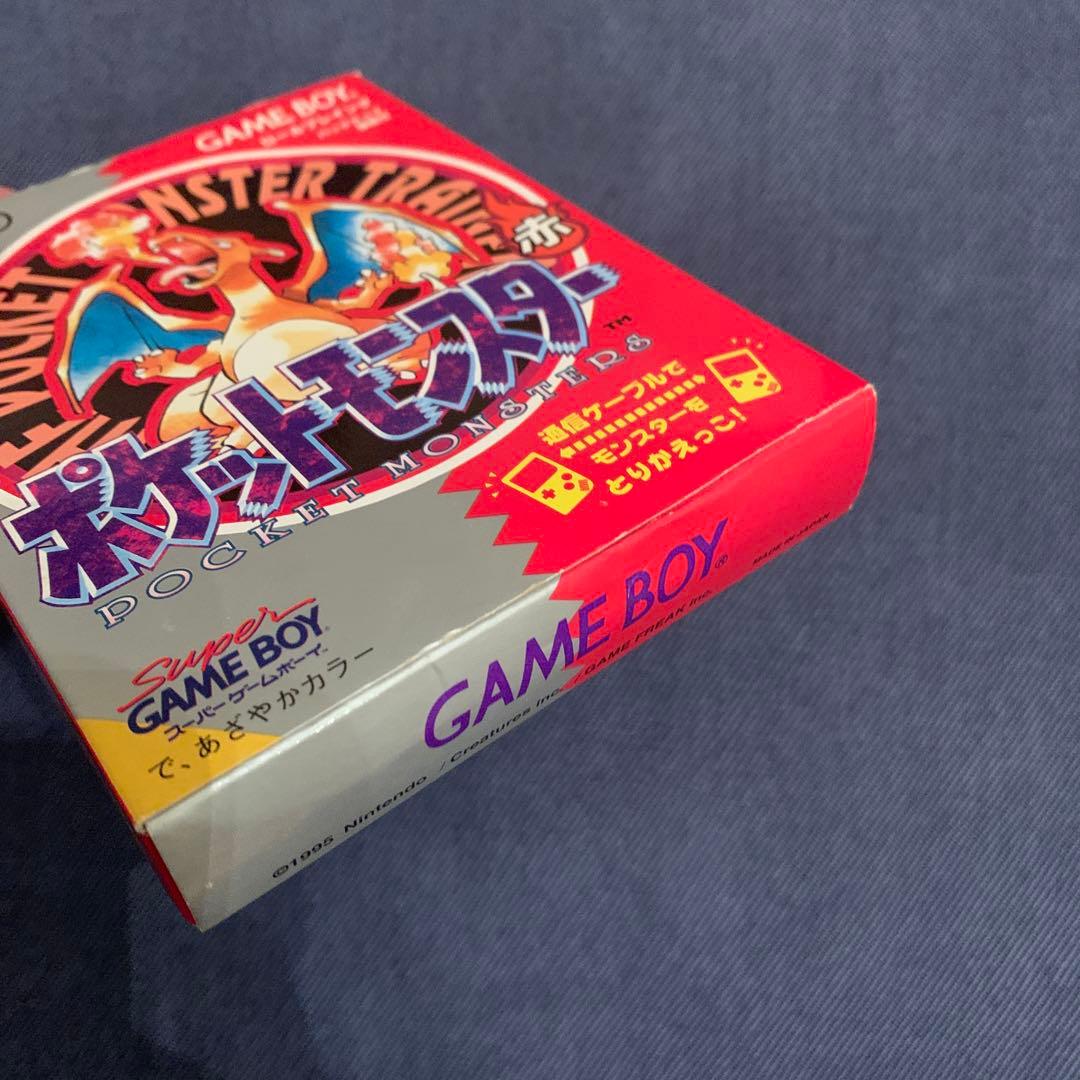 GAME BOY
MONSTER TRAINE
POCKET
赤
ポケットモンスター
TM
POCKET MONSTERS
通信ケーブルで
モンスターを
とりかえっこ!
Super
GAME BOY
スーパーゲームボーイ
で、あざやかカラー
GAME BOY®
©1995 Nintendo / Creatures inc. / GAME FREAK inc.
MADE IN JAPAN